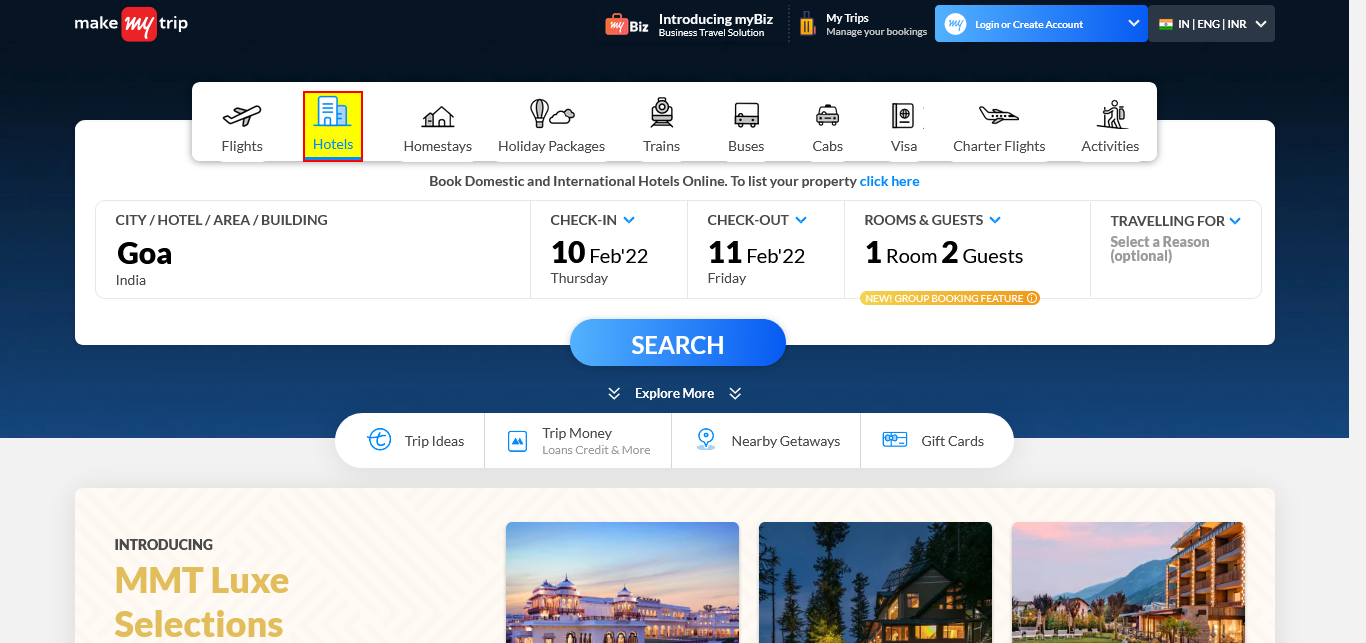 make my trip
my Biz
Introducing myBiz
Business Travel Solution
My Trips
Manage your bookings
my
Login or Create Account
IN | ENG | INR
Flights
Hotels
Homestays
Holiday Packages
Trains
Buses
Cabs
Visa
Charter Flights
Activities
Book Domestic and International Hotels Online. To list your property click here
CITY / HOTEL / AREA / BUILDING
Goa
India
CHECK-IN
10 Feb'22
Thursday
CHECK-OUT
11 Feb'22
Friday
ROOMS & GUESTS
1 Room 2 Guests
NEW! GROUP BOOKING FEATURE
TRAVELLING FOR
Select a Reason
(optional)
SEARCH
Explore More
Trip Ideas
Trip Money
Loans Credit & More
Nearby Getaways
Gift Cards
INTRODUCING
MMT Luxe
Selections